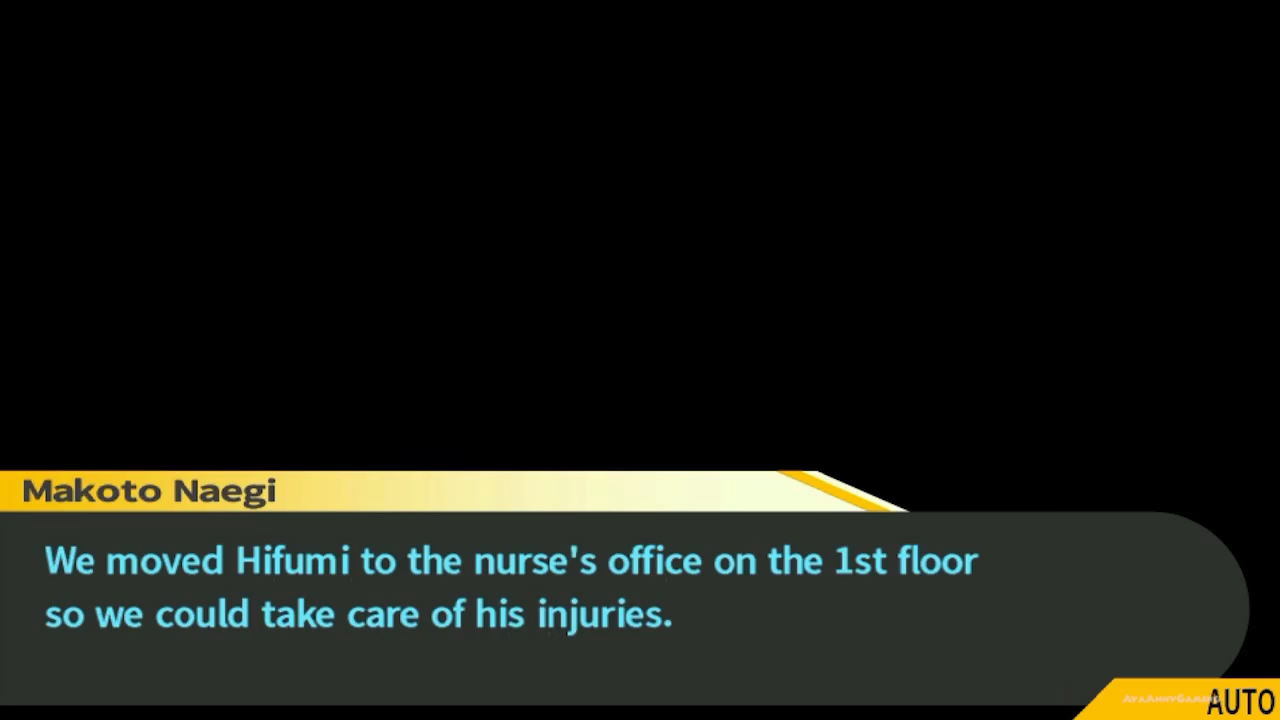 Makoto Naegi
We moved Hifumi to the nurse's office on the 1st floor
so we could take care of his injuries.
AUTO